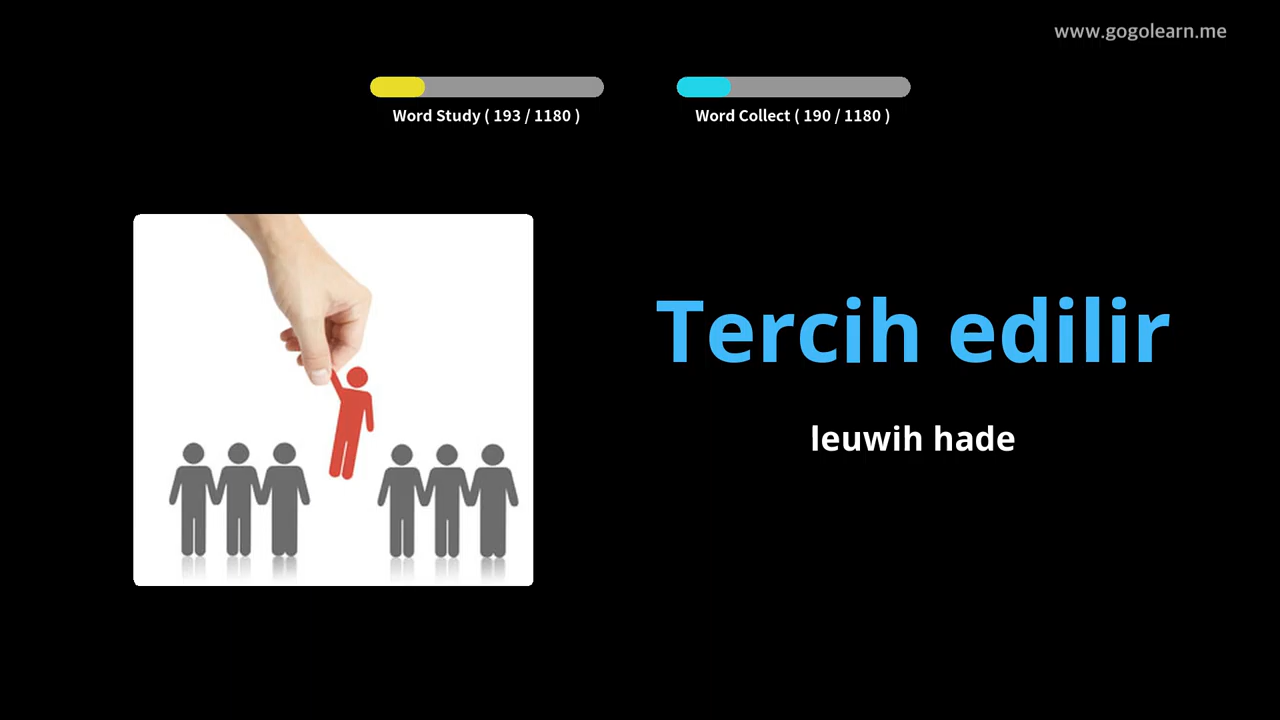 www.gogolearn.me
Word Study ( 193 / 1180 )
Word Collect ( 190 / 1180 )
Tercih edilir
leuwih hade